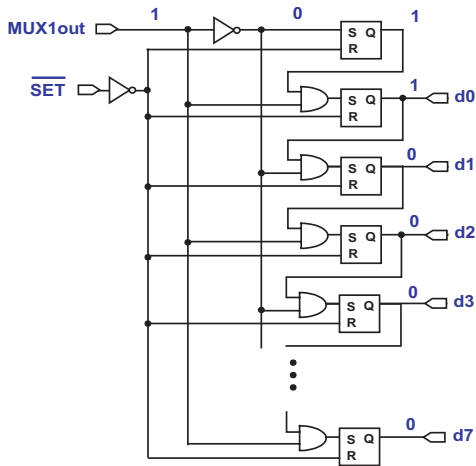 1 0 1
MUX1out S Q
R
SET 1
S Q d0
R
0
S Q d1
R
0
S Q d2
R
0
S Q d3
R
0
S Q d7
R